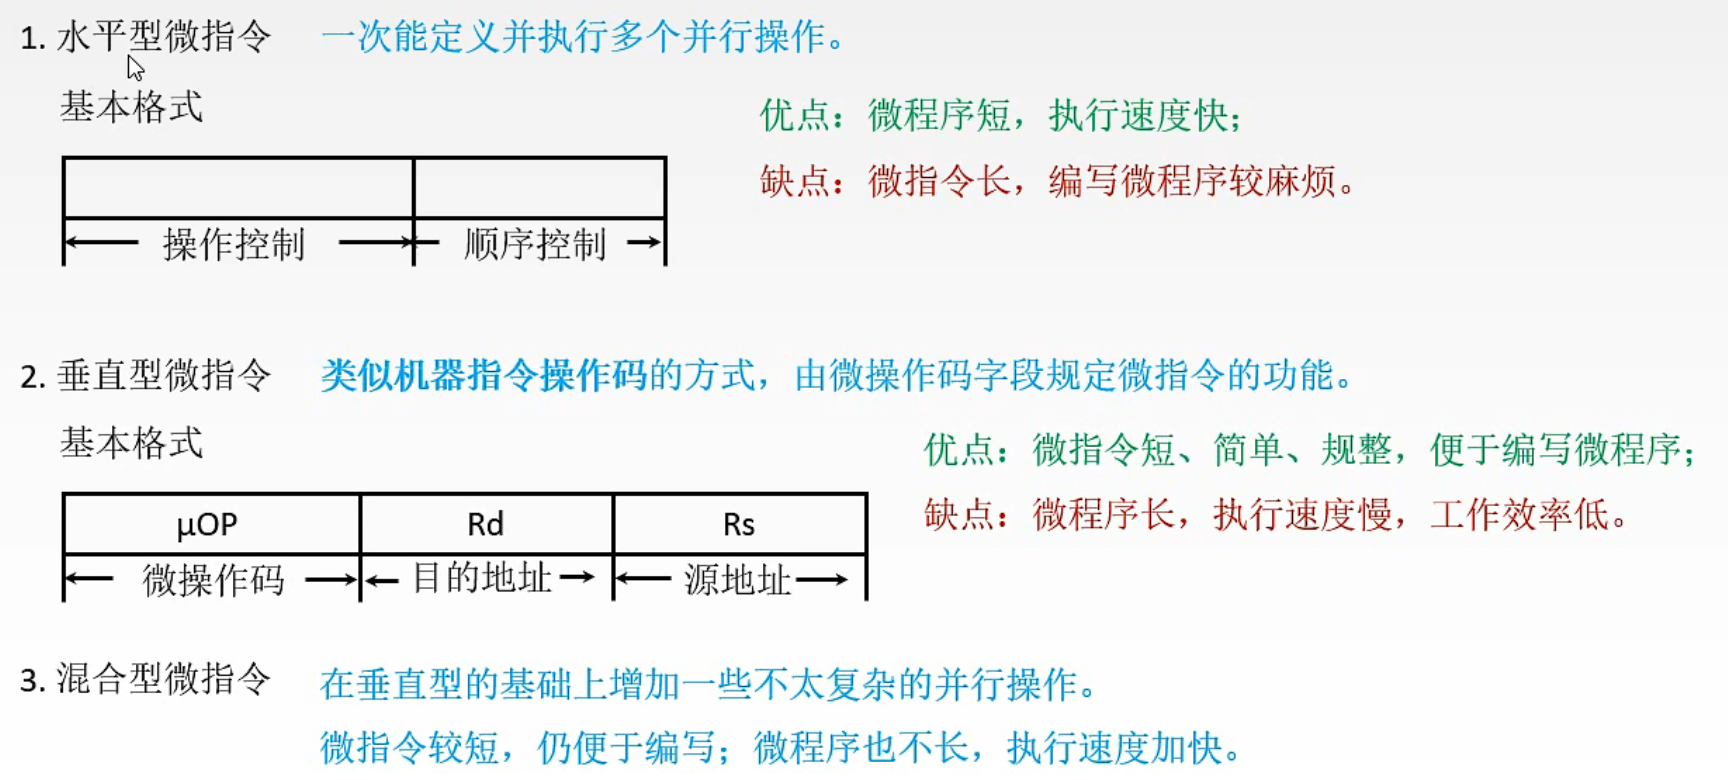 1. 水平型微指令 一次能定义并执行多个并行操作。
基本格式
优点：微程序短，执行速度快；
缺点：微指令长，编写微程序较麻烦。
操作控制 顺序控制
2. 垂直型微指令 类似机器指令操作码的方式，由微操作码字段规定微指令的功能。
基本格式
优点：微指令短、简单、规整，便于编写微程序；
缺点：微程序长，执行速度慢，工作效率低。
μOP Rd Rs
微操作码 目的地址 源地址
3. 混合型微指令 在垂直型的基础上增加一些不太复杂的并行操作。
微指令较短，仍便于编写；微程序也不长，执行速度加快。